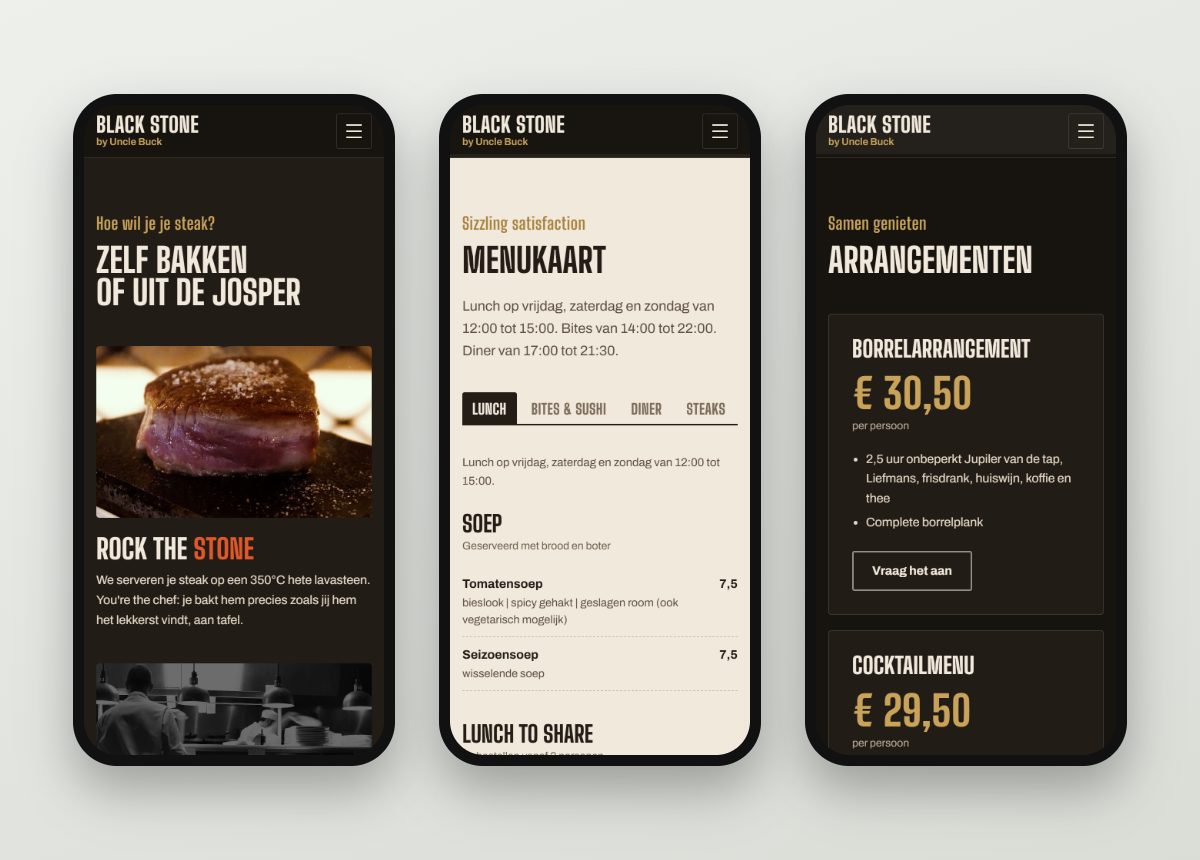 BLACK STONE
by Uncle Buck
Hoe wil je je steak?
ZELF BAKKEN
OF UIT DE JOSPER
ROCK THE STONE
We serveren je steak op een 350°C hete lavasteen.
You're the chef: je bakt hem precies zoals jij hem
het lekkerst vindt, aan tafel.
BLACK STONE
by Uncle Buck
Sizzling satisfaction
MENUKAART
Lunch op vrijdag, zaterdag en zondag van
12:00 tot 15:00. Bites van 14:00 tot 22:00.
Diner van 17:00 tot 21:30.
LUNCH BITES & SUSHI DINER STEAKS
Lunch op vrijdag, zaterdag en zondag van 12:00 tot
15:00.
SOEP
Geserveerd met brood en boter
Tomatensoep 7,5
bieslook | spicy gehakt | geslagen room (ook
vegetarisch mogelijk)
Seizoensoep 7,5
wisselende soep
LUNCH TO SHARE
BLACK STONE
by Uncle Buck
Samen genieten
ARRANGEMENTEN
BORRELARRANGEMENT
€ 30,50
per persoon
• 2,5 uur onbeperkt Jupiler van de tap,
Liefmans, frisdrank, huiswijn, koffie en
thee
• Complete borrelplank
Vraag het aan
COCKTAILMENU
€ 29,50
per persoon